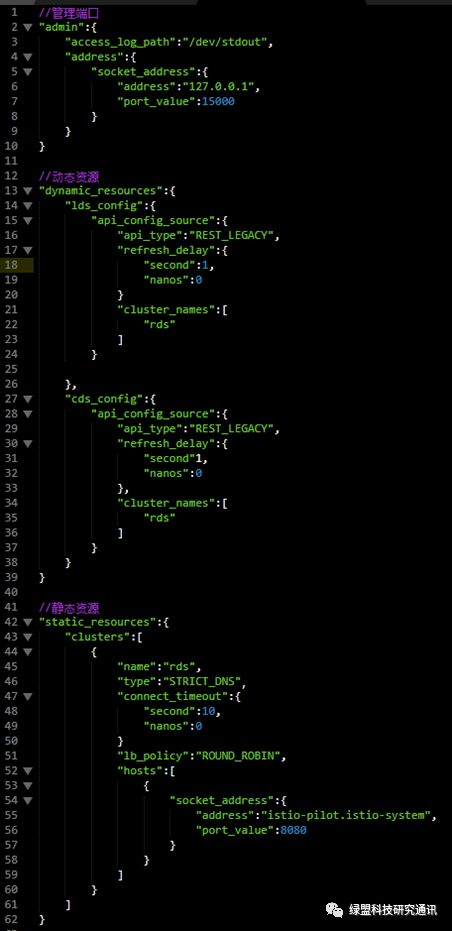 1 //管理端口
2 "admin":{
3 "access_log_path":"/dev/stdout",
4 "address":{
5 "socket_address":{
6 "address":"127.0.0.1",
7 "port_value":15000
8 }
9 }
10 }
11
12 //动态资源
13 "dynamic_resources":{
14 "lds_config":{
15 "api_config_source":{
16 "api_type":"REST_LEGACY",
17 "refresh_delay":{
18 "second":1,
19 "nanos":0
20 }
21 "cluster_names":[
22 "rds"
23 ]
24 }
25
26 },
27 "cds_config":{
28 "api_config_source":{
29 "api_type":"REST_LEGACY",
30 "refresh_delay":{
31 "second"1,
32 "nanos":0
33 },
34 "cluster_names":[
35 "rds"
36 ]
37 }
38 }
39 }
40
41 //静态资源
42 "static_resources":{
43 "clusters":[
44 {
45 "name":"rds",
46 "type":"STRICT_DNS",
47 "connect_timeout":{
48 "second":10,
49 "nanos":0
50 }
51 "lb_policy":"ROUND_ROBIN",
52 "hosts":[
53 {
54 "socket_address":{
55 "address":"istio-pilot.istio-system",
56 "port_value":8080
57 }
58 }
59 ]
60 }
61 ]
62 }
绿盟科技研究通讯